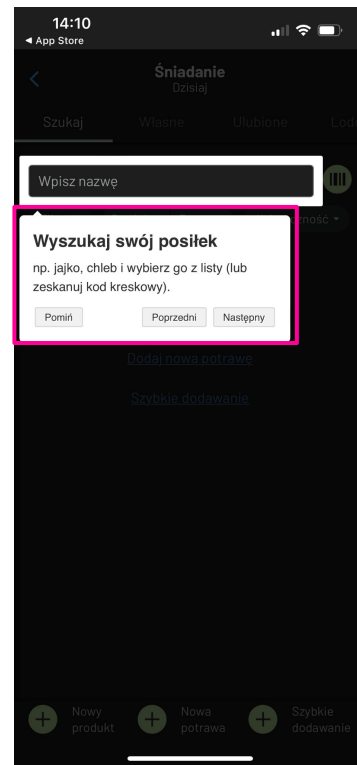 14:10
◀ App Store
Śniadanie
Dzisiaj
Szukaj Własne Ulubione Lod
Wpisz nazwę
zność
Wyszukaj swój posiłek
np. jajko, chleb i wybierz go z listy (lub
zeskanuj kod kreskowy).
Pomiń Poprzedni Następny
Dodaj nową potrawę
Szybkie dodawanie
Nowy
produkt
Nowa
potrawa
Szybkie
dodawanie